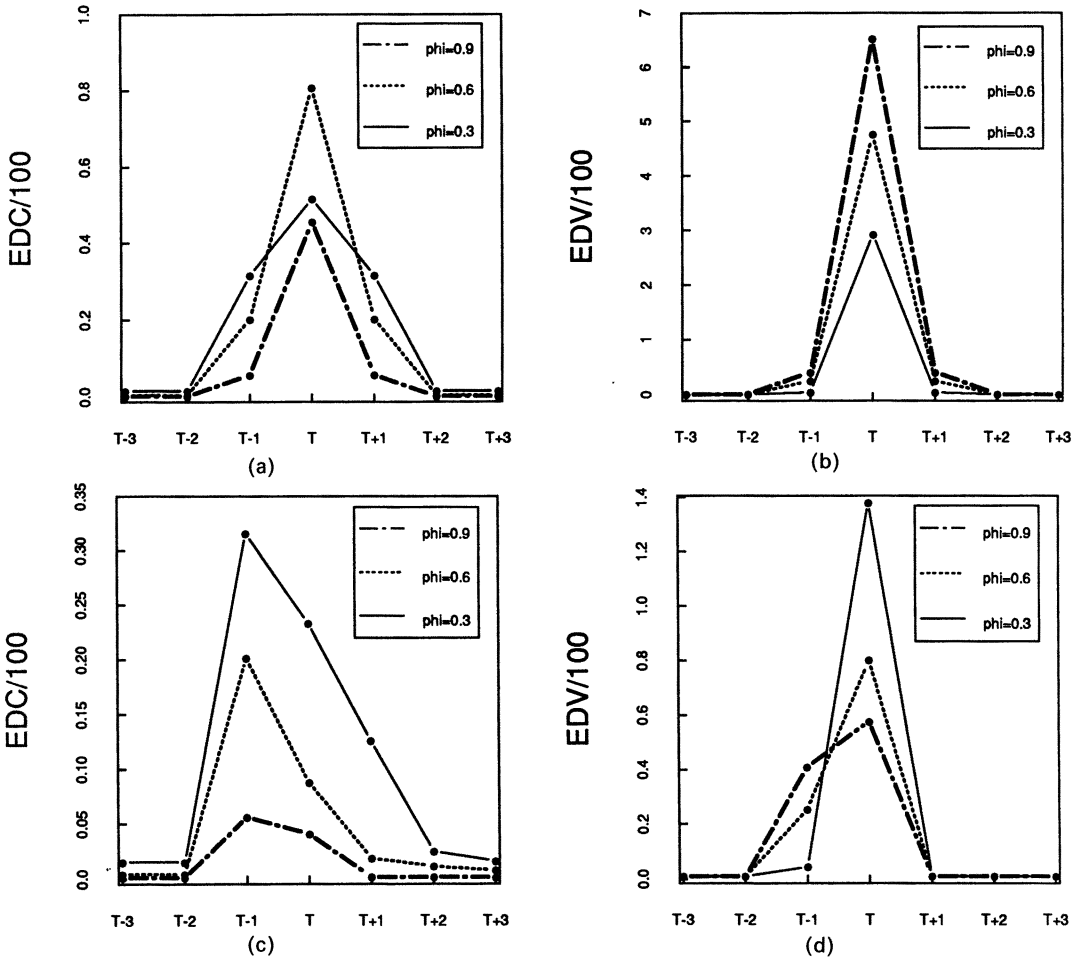 EDC/100
1.0
0.8
0.6
0.4
0.2
0.0
phi=0.9
phi=0.6
phi=0.3
T-3 T-2 T-1 T T+1 T+2 T+3
(a)
EDV/100
7
6
5
4
3
2
1
0
phi=0.9
phi=0.6
phi=0.3
T-3 T-2 T-1 T T+1 T+2 T+3
(b)
EDC/100
0.35
0.30
0.25
0.20
0.15
0.10
0.05
0.0
phi=0.9
phi=0.6
phi=0.3
T-3 T-2 T-1 T T+1 T+2 T+3
(c)
EDV/100
1.4
1.2
1.0
0.8
0.6
0.4
0.2
0.0
phi=0.9
phi=0.6
phi=0.3
T-3 T-2 T-1 T T+1 T+2 T+3
(d)